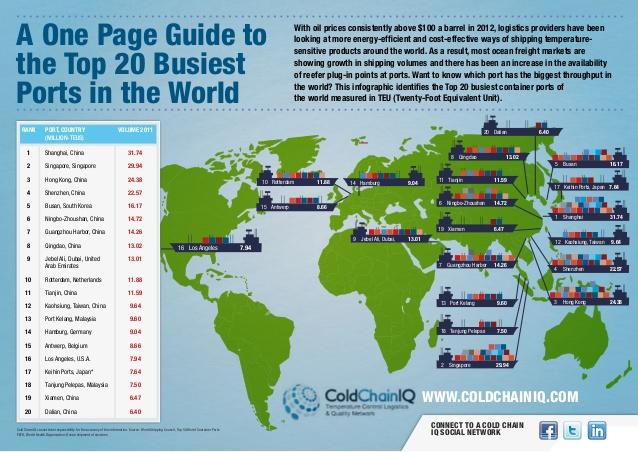 A One Page Guide to
the Top 20 Busiest
Ports in the World
With oil prices consistently above $100 a barrel in 2012, logistics providers have been
looking at more energy-efficient and cost-effective ways of shipping temperature-
sensitive products around the world. As a result, most ocean freight markets are
showing growth in shipping volumes and there has been an increase in the availability
of reefer plug-in points at ports. Want to know which port has the biggest throughput in
the world? This infographic identifies the Top 20 busiest container ports of
the world measured in TEU (Twenty-Foot Equivalent Unit).
RANK PORT, COUNTRY VOLUME 2011
(MILLION-TEUS)
1 Shanghai, China 31.74
2 Singapore, Singapore 29.94
3 Hong Kong, China 24.38
4 Shenzhen, China 22.57
5 Busan, South Korea 16.17
6 Ningbo-Zhoushan, China 14.72
7 Guangzhou Harbor, China 14.26
8 Qingdao, China 13.02
9 Jebel Ali, Dubai, United 13.01
Arab Emirates
10 Rotterdam, Netherlands 11.88
11 Tianjin, China 11.59
12 Kaohsiung, Taiwan, China 9.64
13 Port Kelang, Malaysia 9.60
14 Hamburg, Germany 9.04
15 Antwerp, Belgium 8.66
16 Los Angeles, U.S.A. 7.94
17 Keihin Ports, Japan* 7.64
18 Tanjung Pelepas, Malaysia 7.50
19 Xiamen, China 6.47
20 Dalian, China 6.40
20 Dalian 6.40
8 Qingdao 13.02
5 Busan 16.17
10 Rotterdam 11.88
14 Hamburg 9.04
11 Tianjin 11.59
17 Keihin Ports, Japan 7.64
15 Antwerp 8.66
6 Ningbo-Zhoushan 14.72
1 Shanghai 31.74
19 Xiamen 6.47
9 Jebel Ali, Dubai, 13.01
12 Kaohsiung, Taiwan 9.64
16 Los Angeles 7.94
7 Guangzhou Harbor 14.26
4 Shenzhen 22.57
13 Port Kelang 9.60
3 Hong Kong 24.38
18 Tanjung Pelepas 7.50
2 Singapore 29.94
ColdChainIQ
Temperature Control Logistics
& Quality Network
WWW.COLDCHAINIQ.COM
CONNECT TO A COLD CHAIN
IQ SOCIAL NETWORK
f
in